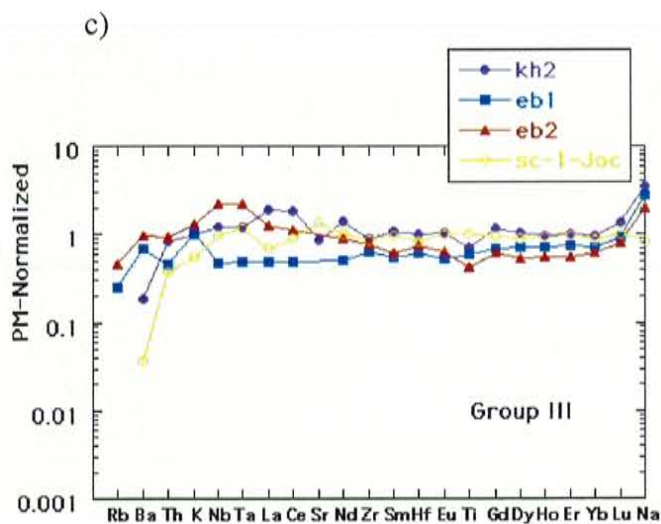 c)
kh2
eb1
eb2
sc-1-Joc
10
1
0.1
0.01
0.001
PM-Normalized
Group III
Rb Ba Th K Nb Ta La Ce Sr Nd Zr Sm Hf Eu Ti Gd Dy Ho Er Yb Lu Na